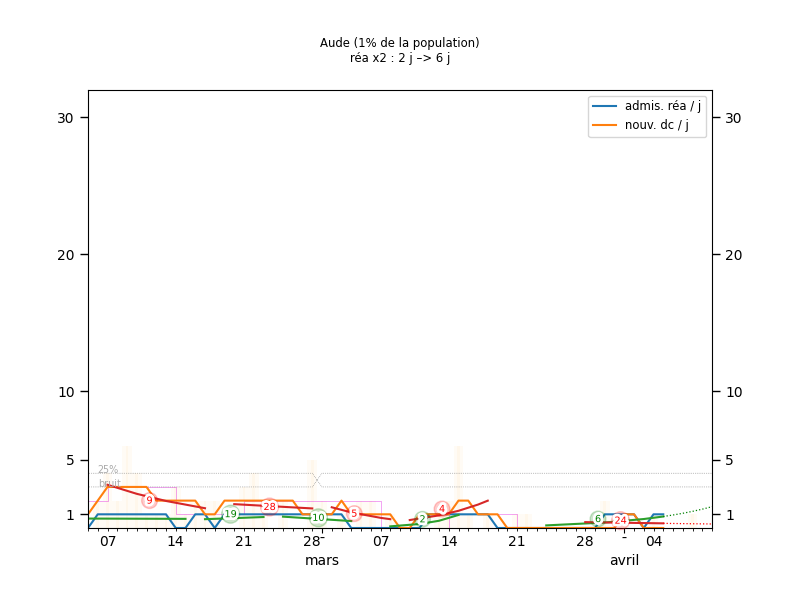 Aude (1% de la population)
réa x2 : 2 j –> 6 j
admis. réa / j
nouv. dc / j
30 30
20 20
10 10
5 5
25%
bruit
9 19 28 10 5 2 4 6 24
1 1
07 14 21 28 - 07 14 21 28 - 04
mars avril